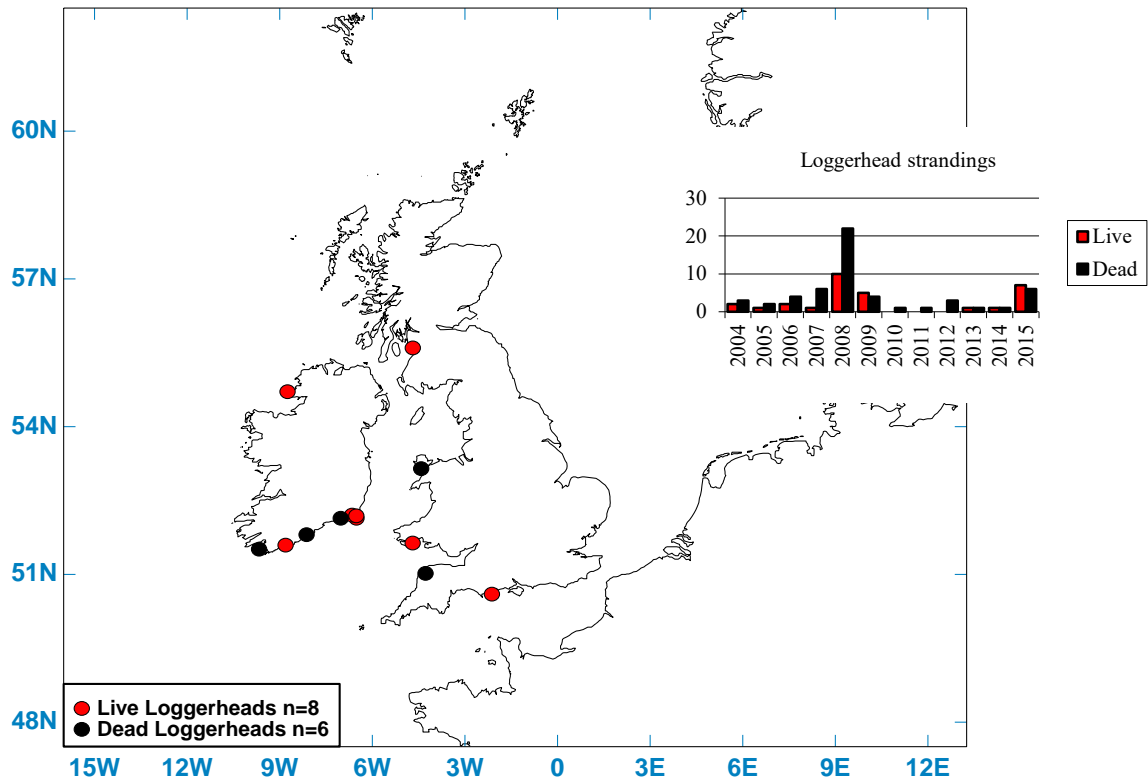 60N
57N
54N
51N
48N
15W 12W 9W 6W 3W 0 3E 6E 9E 12E
Live Loggerheads n=8
Dead Loggerheads n=6
Loggerhead strandings
30
20
10
0
2004 2005 2006 2007 2008 2009 2010 2011 2012 2013 2014 2015
Live
Dead